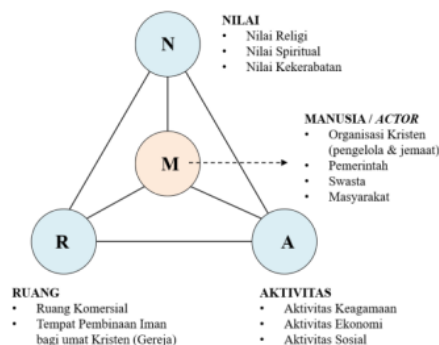 NILAI
• Nilai Religi
• Nilai Spiritual
• Nilai Kekerabatan
N
MANUSIA / ACTOR
• Organisasi Kristen
(pengelola & jemaat)
• Pemerintah
• Swasta
• Masyarakat
M
R
A
RUANG
• Ruang Komersial
• Tempat Pembinaan Iman
bagi umat Kristen (Gereja)
AKTIVITAS
• Aktivitas Keagamaan
• Aktivitas Ekonomi
• Aktivitas Sosial